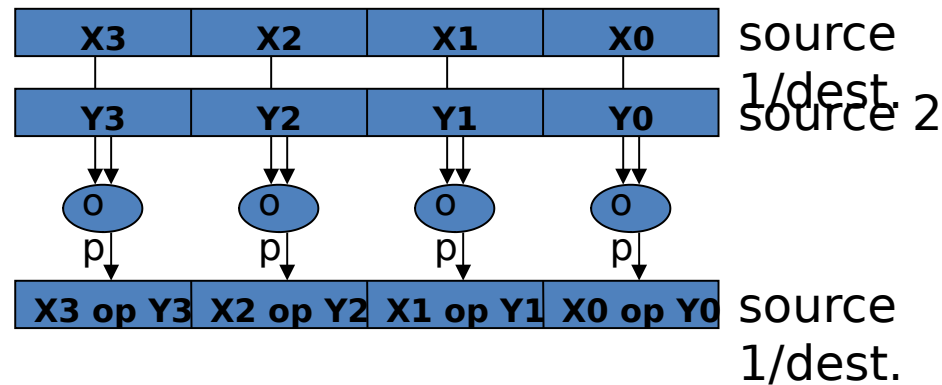 X3 X2 X1 X0 source
1/dest.
Y3 Y2 Y1 Y0 source 2
o o o o
p p p p
X3 op Y3 X2 op Y2 X1 op Y1 X0 op Y0 source
1/dest.